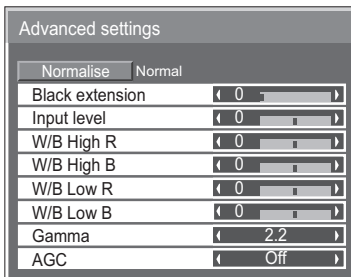 Advanced settings
Normalise Normal
Black extension 0
Input level 0
W/B High R 0
W/B High B 0
W/B Low R 0
W/B Low B 0
Gamma 2.2
AGC Off